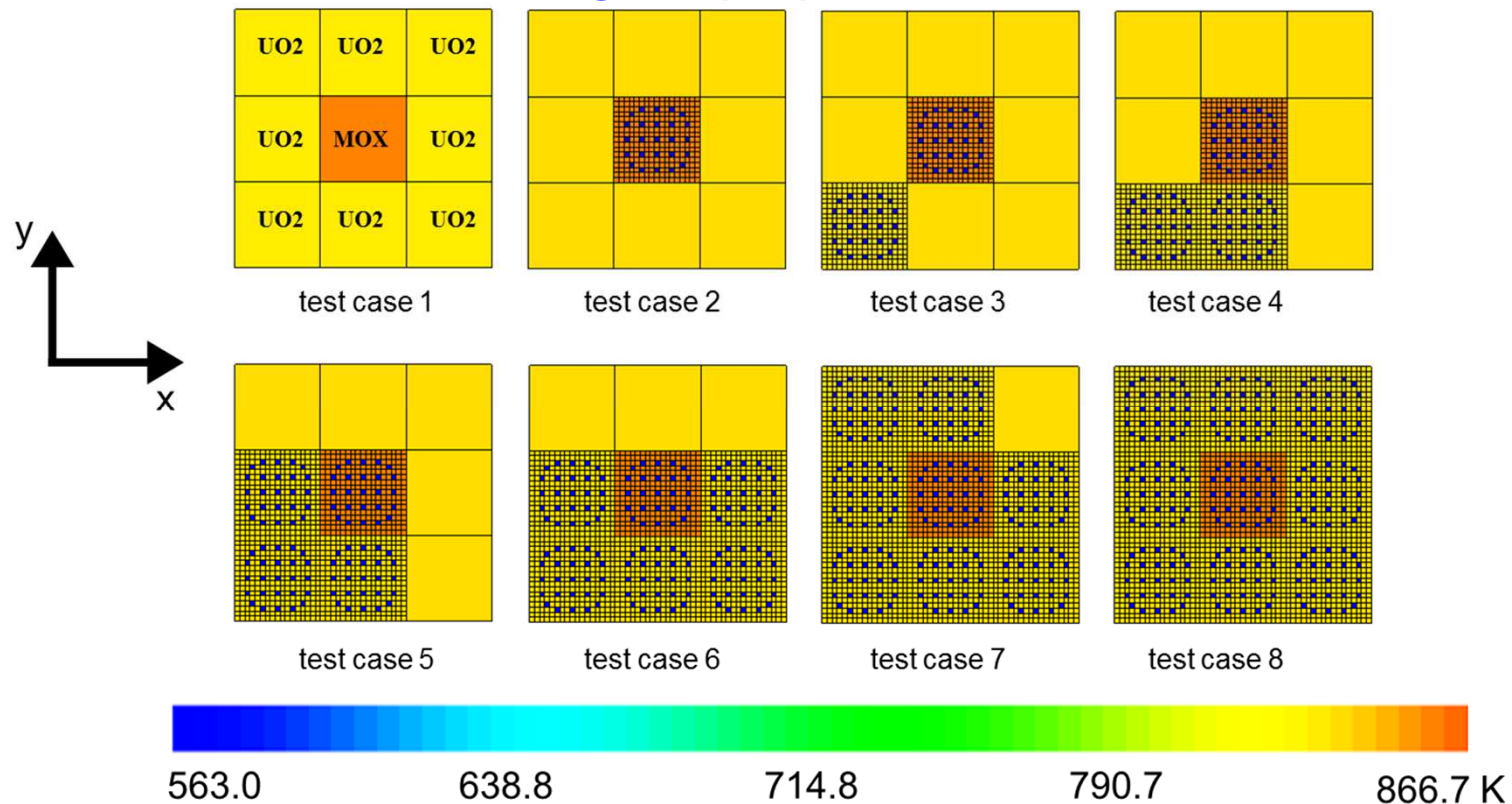 UO2 UO2 UO2
UO2 MOX UO2
UO2 UO2 UO2
y
x
test case 1
test case 2
test case 3
test case 4
test case 5
test case 6
test case 7
test case 8
563.0 638.8 714.8 790.7 866.7 K